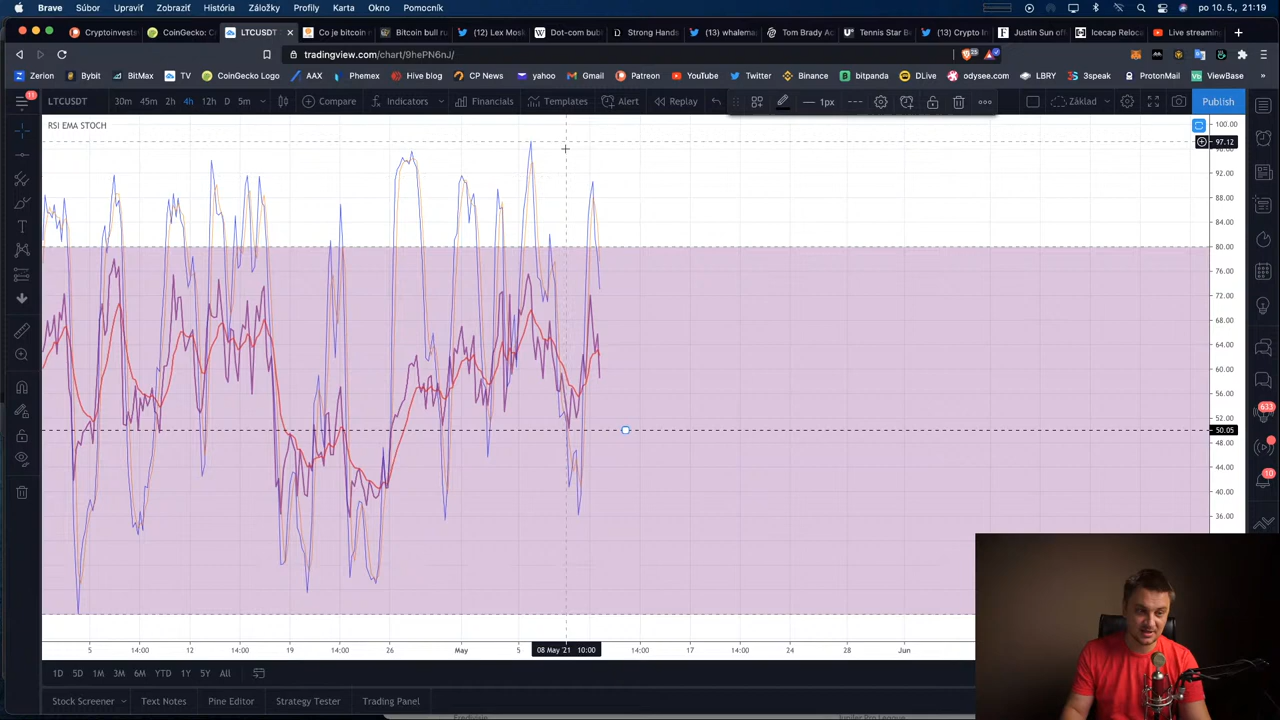 Brave Súbor Upraviť Zobraziť História Záložky Profily Karta Okno Pomocník po 10. 5., 21:19
Cryptoinves CoinGecko: C LTCUSDT Co je bitcoin Bitcoin bull ru (12) Lex Mosk Dot-com bubb Strong Hands (13) whalema Tom Brady Ac Tennis Star Be (13) Crypto In Justin Sun of Icecap Reloca Live streaming
tradingview.com/chart/9hePN6nJ/ 25
Zerion Bybit BitMax TV CoinGecko Logo AAX Phemex Hive blog CP News yahoo Gmail Patreon YouTube Twitter Binance bitpanda DLive odysee.com LBRY 3speak ProtonMail ViewBase
11 LTCUSDT 30m 45m 2h 4h 12h D 5m Compare Indicators Financials Templates Alert Replay 1px Základ Publish
RSI EMA STOCH
100.00
97.12
92.00
88.00
84.00
80.00
76.00
72.00
68.00
64.00
60.00
56.00
52.00
50.05
48.00
44.00
40.00
36.00
633
10
5 14:00 12 14:00 19 14:00 26 May 5 08 May '21 10:00 14:00 17 14:00 24 28 Jun
1D 5D 1M 3M 6M YTD 1Y 5Y All
Stock Screener Text Notes Pine Editor Strategy Tester Trading Panel